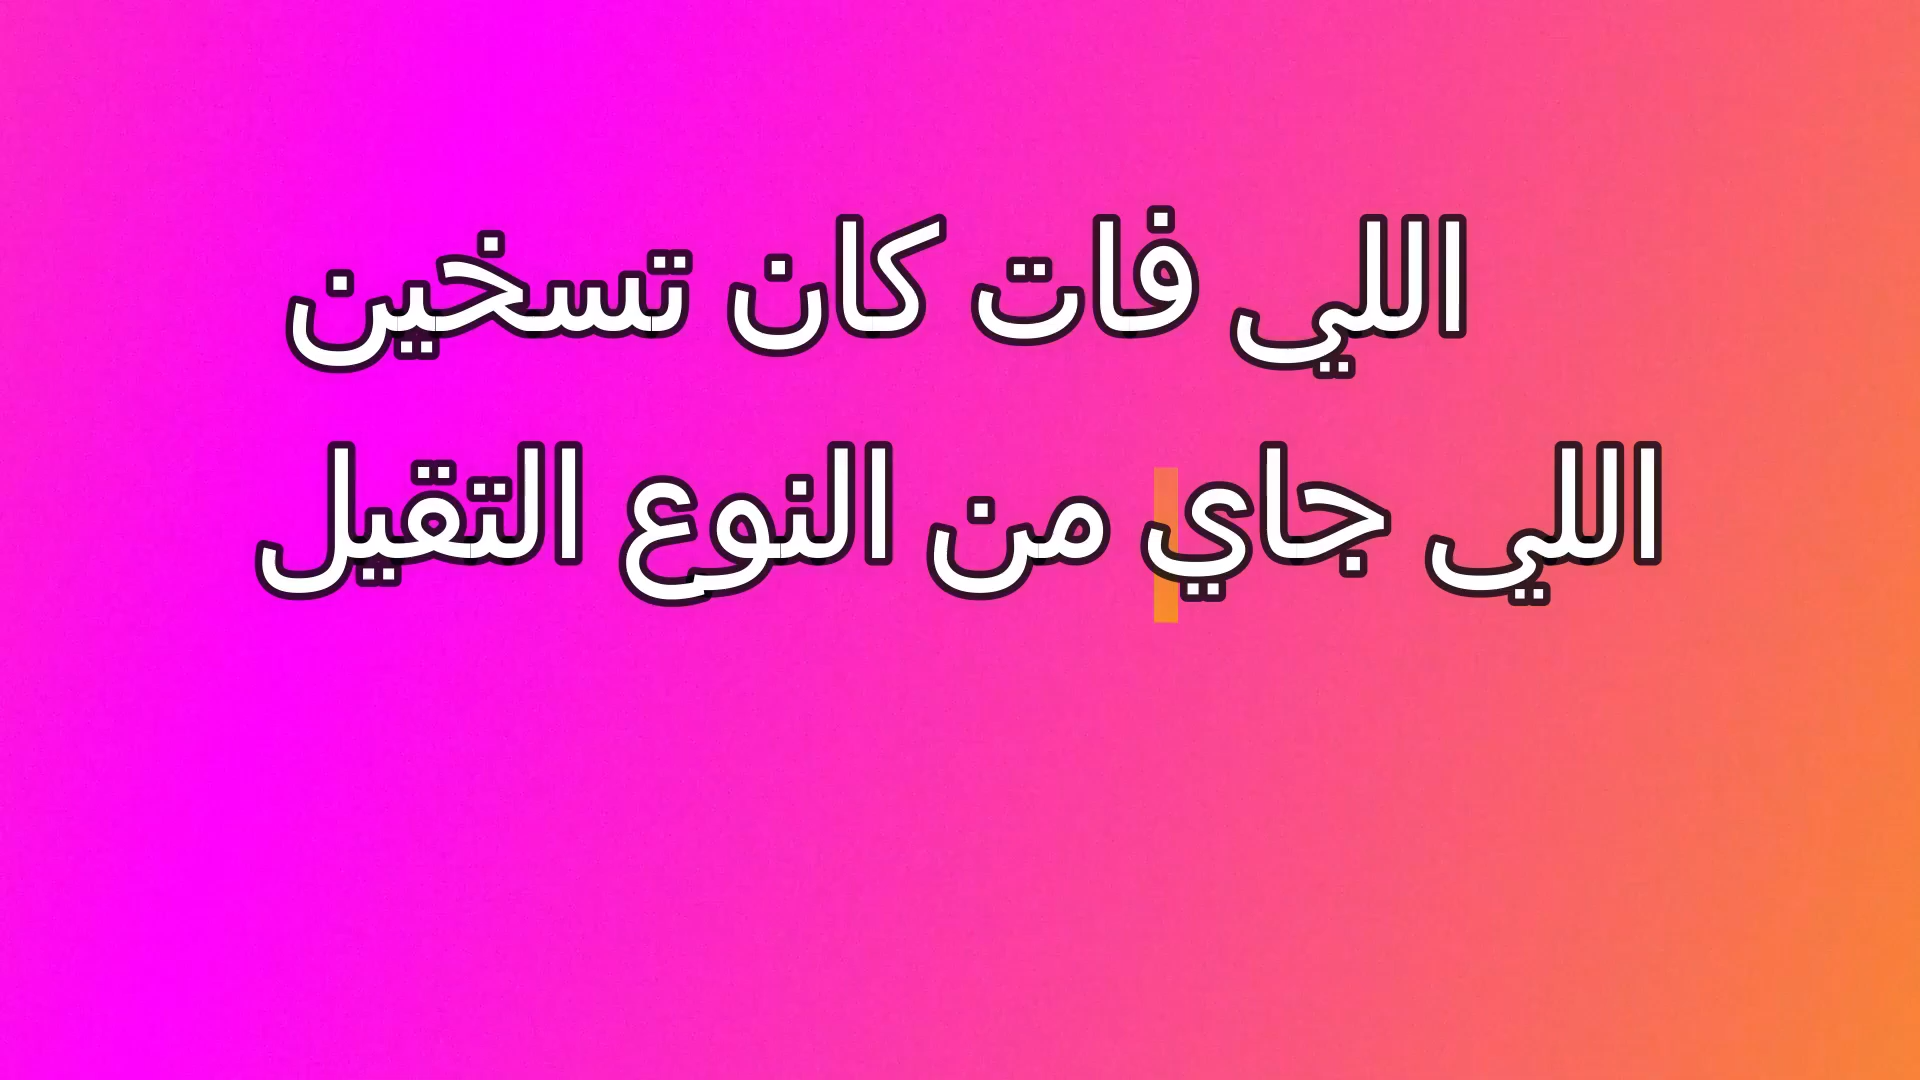 اللي فات كان تسخين
اللي جاي من النوع التقيل